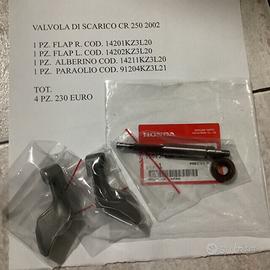 VALVOLA DI SCARICO CR 250 2002
1 PZ. FLAP R. COD. 14201KZ3L20
1 PZ. FLAP L. COD. 14202KZ3L20
1 PZ. ALBERINO COD. 14211KZ3L20
1 PZ. PARAOLIO COD. 91204KZ3L21
TOT.
4 PZ. 230 EURO
HONDA
subito